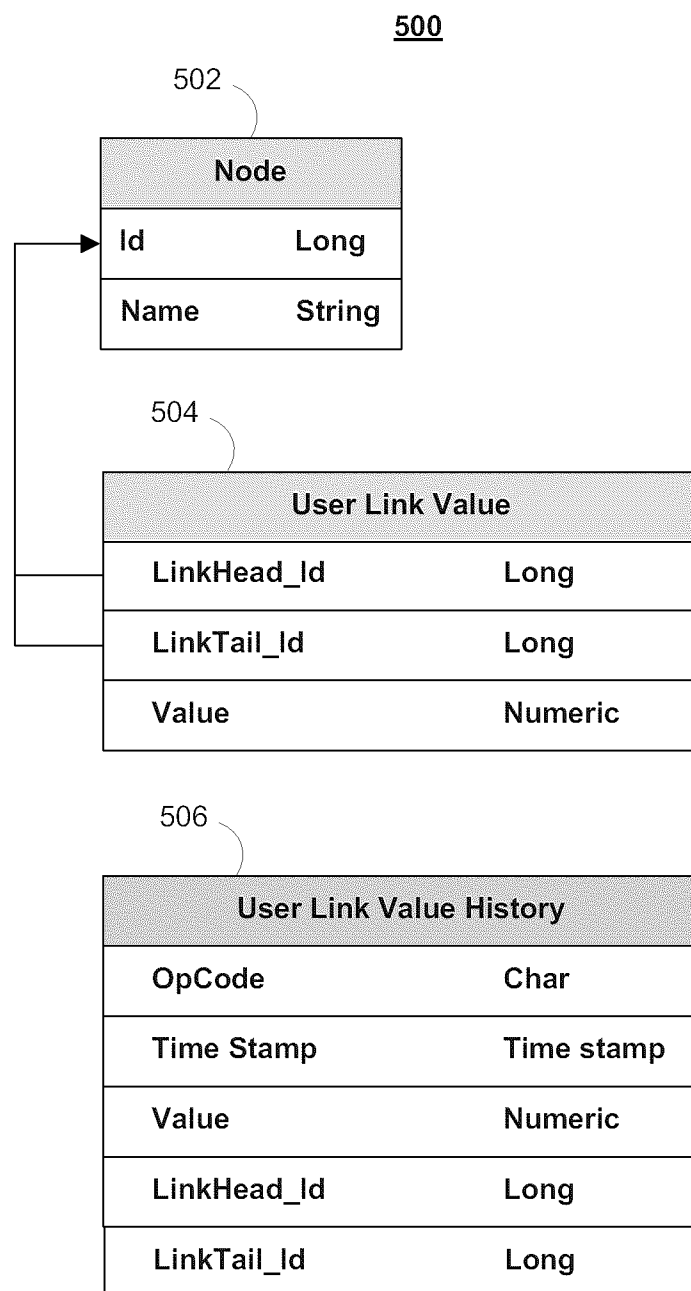 500
502
Node
Id Long
Name String
504
User Link Value
LinkHead_Id Long
LinkTail_Id Long
Value Numeric
506
User Link Value History
OpCode Char
Time Stamp Time stamp
Value Numeric
LinkHead_Id Long
LinkTail_Id Long